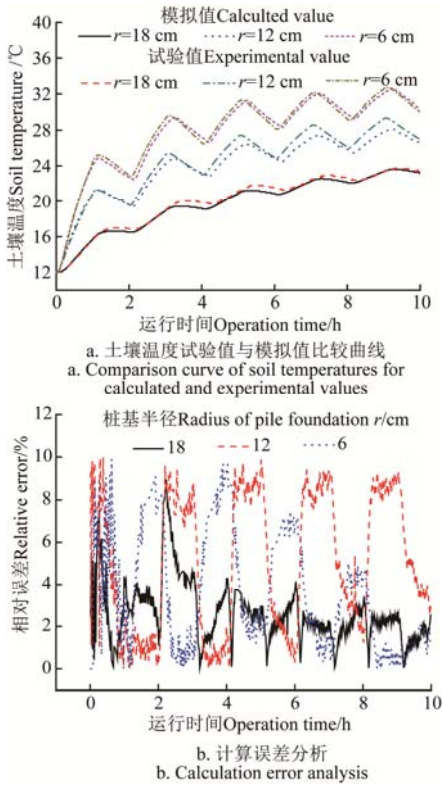 模拟值Calculted value
r=18 cm r=12 cm r=6 cm
试验值Experimental value
r=18 cm r=12 cm r=6 cm
土壤温度Soil temperature /℃
36
32
28
24
20
16
12
0 2 4 6 8 10
运行时间Operation time/h
a. 土壤温度试验值与模拟值比较曲线
a. Comparison curve of soil temperatures for
calculated and experimental values
桩基半径Radius of pile foundation r/cm
18 12 6
相对误差Relative error/%
12
10
8
6
4
2
0
0 2 4 6 8 10
运行时间Operation time/h
b. 计算误差分析
b. Calculation error analysis